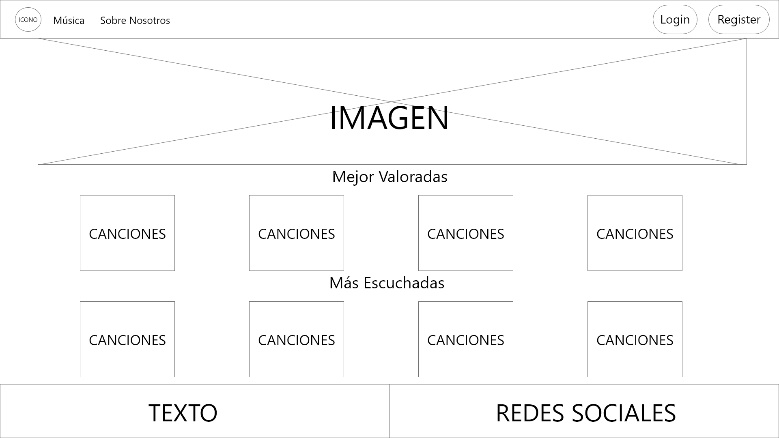 ICONO Música Sobre Nosotros Login Register
IMAGEN
Mejor Valoradas
CANCIONES CANCIONES CANCIONES CANCIONES
Más Escuchadas
CANCIONES CANCIONES CANCIONES CANCIONES
TEXTO REDES SOCIALES